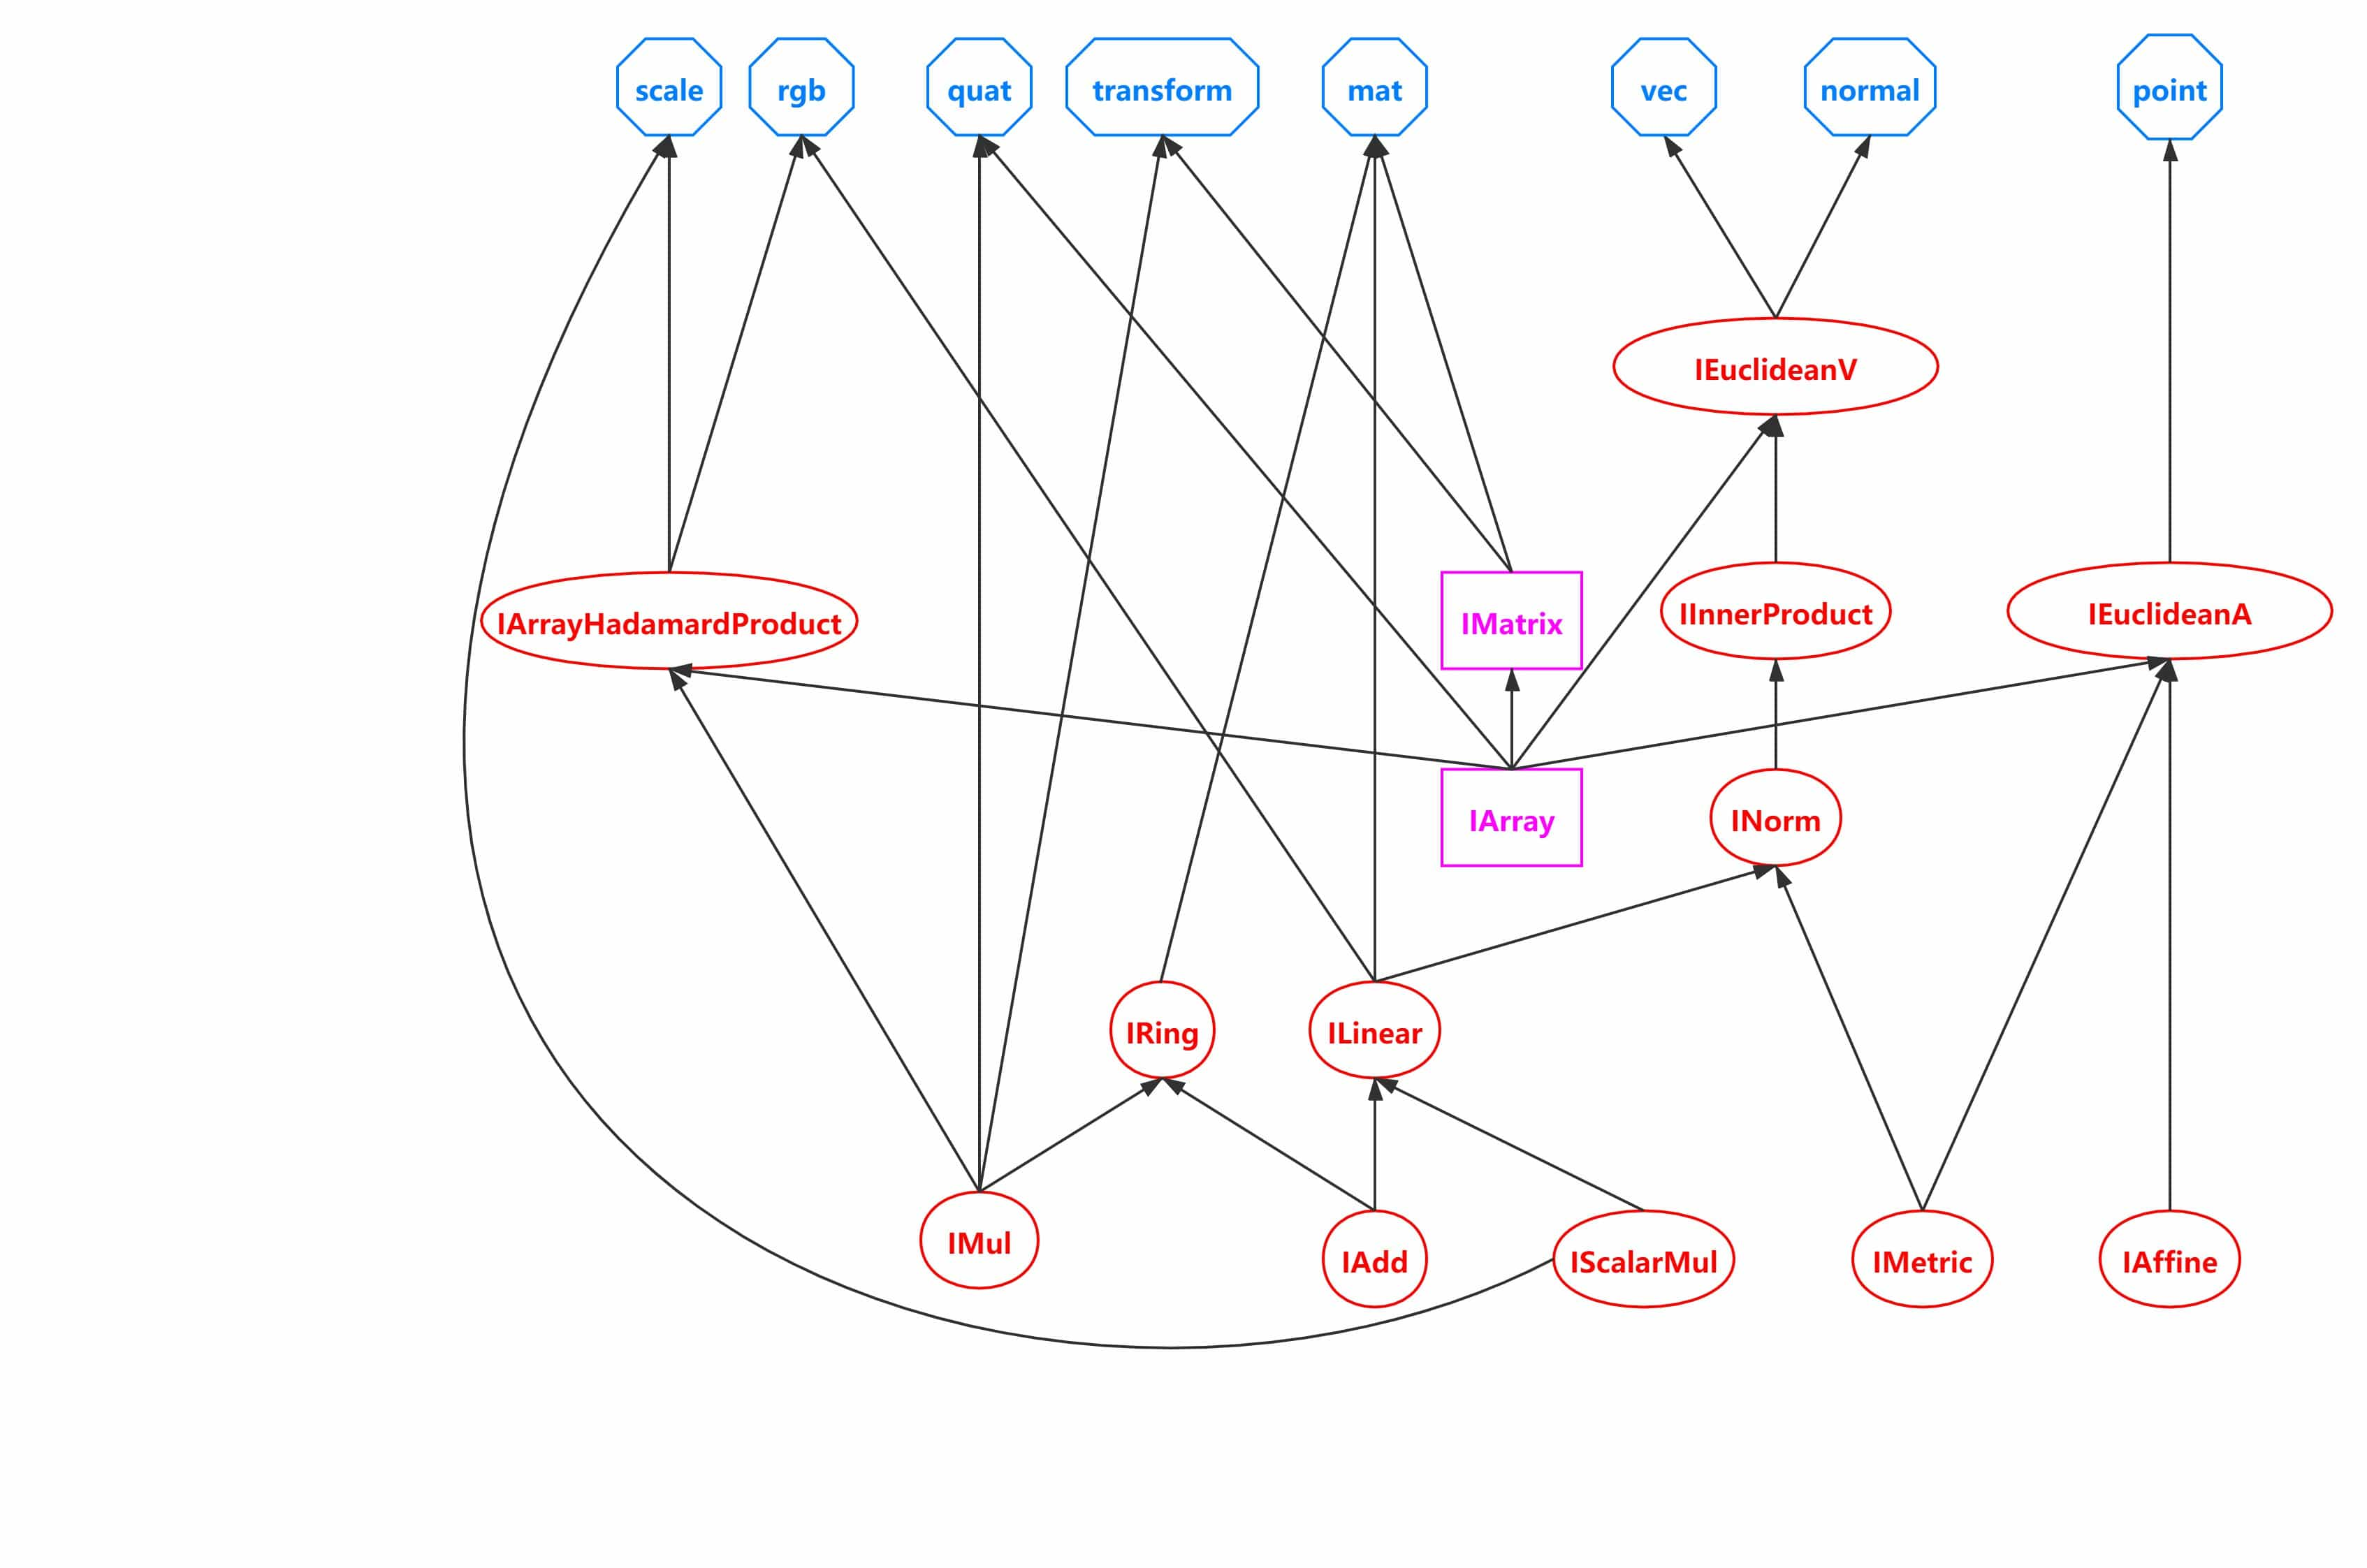 scale
rgb
quat
transform
mat
vec
normal
point
IEuclideanV
IArrayHadamardProduct
IMatrix
IInnerProduct
IEuclideanA
IArray
INorm
IRing
ILinear
IMul
IAdd
IScalarMul
IMetric
IAffine